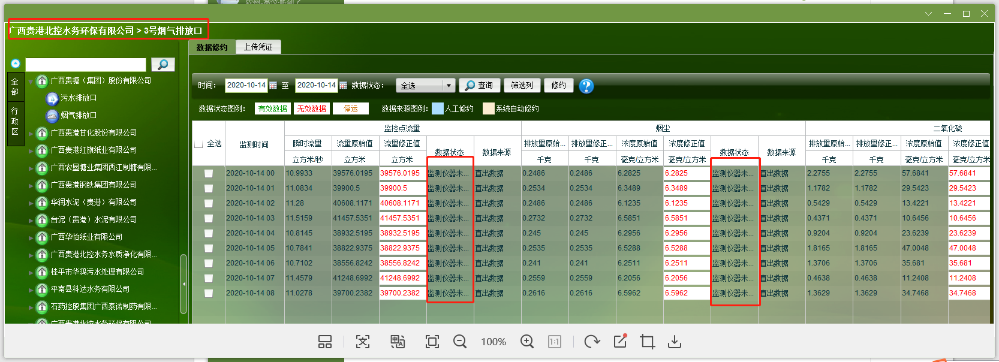 广西贵港北控水务环保有限公司 > 3号烟气排放口
数据修约 上传凭证
全部
行政区
广西贵糖（集团）股份有限公司
污水排放口
烟气排放口
广西贵港甘化股份有限公司
广西贵港红旗纸业有限公司
广西农垦糖业集团西江制糖有限...
广西贵港钢铁集团有限公司
华润水泥（贵港）有限公司
台泥（贵港）水泥有限公司
广西华怡纸业有限公司
广西贵港北控水务水质净化有限...
桂平市华鸿污水处理有限公司
平南县科达水务有限公司
石药控股集团广西泰诺制药有限...
广西贵港北控水务环保有限公司
时间： 2020-10-14 至 2020-10-14 数据状态： 全选 查询 筛选列 修约 ?
数据状态图例： 有效数据 无效数据 停运 数据来源图例： 人工修约 系统自动修约
监控点流量 烟尘 二氧化硫
全选 监测时间 瞬时流量 流量原始值 流量修正值 数据状态 数据来源 排放量原始... 排放量修正... 浓度原始值 浓度修正值 数据状态 数据来源 排放量原始... 排放量修正... 浓度原始值 浓度修正值
立方米/秒 立方米 立方米 千克 千克 毫克/立方米 毫克/立方米 千克 千克 毫克/立方米 毫克/立方米
2020-10-14 00 10.9933 39576.0195 39576.0195 监测仪器未... 直出数据 0.2486 0.2486 6.2825 6.2825 监测仪器未... 直出数据 2.2755 2.2755 57.6841 57.6841
2020-10-14 01 11.0834 39900.5 39900.5 监测仪器未... 直出数据 0.2534 0.2534 6.3489 6.3489 监测仪器未... 直出数据 1.1782 1.1782 29.5423 29.5423
2020-10-14 02 11.28 40608.1171 40608.1171 监测仪器未... 直出数据 0.2486 0.2486 6.1235 6.1235 监测仪器未... 直出数据 0.5429 0.5429 13.4221 13.4221
2020-10-14 03 11.5159 41457.5351 41457.5351 监测仪器未... 直出数据 0.2732 0.2732 6.5851 6.5851 监测仪器未... 直出数据 0.4371 0.4371 10.6456 10.6456
2020-10-14 04 10.8145 38932.5195 38932.5195 监测仪器未... 直出数据 0.245 0.245 6.2956 6.2956 监测仪器未... 直出数据 0.9204 0.9204 23.6239 23.6239
2020-10-14 05 10.7841 38822.9375 38822.9375 监测仪器未... 直出数据 0.2535 0.2535 6.5288 6.5288 监测仪器未... 直出数据 1.8165 1.8165 47.0048 47.0048
2020-10-14 06 10.7102 38556.8242 38556.8242 监测仪器未... 直出数据 0.241 0.241 6.2511 6.2511 监测仪器未... 直出数据 1.3706 1.3706 35.681 35.681
2020-10-14 07 11.4579 41248.6992 41248.6992 监测仪器未... 直出数据 0.2559 0.2559 6.2056 6.2056 监测仪器未... 直出数据 0.4638 0.4638 11.2408 11.2408
2020-10-14 08 11.0278 39700.2382 39700.2382 监测仪器未... 直出数据 0.2616 0.2616 6.5962 6.5962 监测仪器未... 直出数据 1.3629 1.3629 34.7468 34.7468
100% 1:1